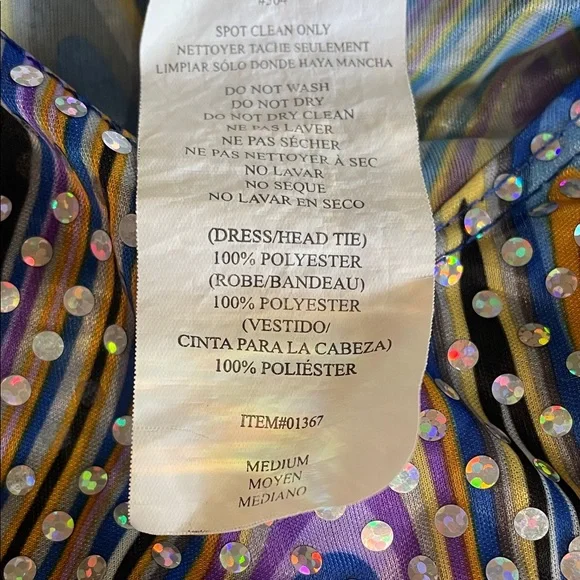 #364
SPOT CLEAN ONLY
NETTOYER TACHE SEULEMENT
LIMPIAR SÓLO DONDE HAYA MANCHA
DO NOT WASH
DO NOT DRY
DO NOT DRY CLEAN
NE PAS LAVER
NE PAS SÉCHER
NE PAS NETTOYER À SEC
NO LAVAR
NO SEQUE
NO LAVAR EN SECO
(DRESS/HEAD TIE)
100% POLYESTER
(ROBE/BANDEAU)
100% POLYESTER
(VESTIDO/
CINTA PARA LA CABEZA)
100% POLIÉSTER
ITEM#01367
MEDIUM
MOYEN
MEDIANO